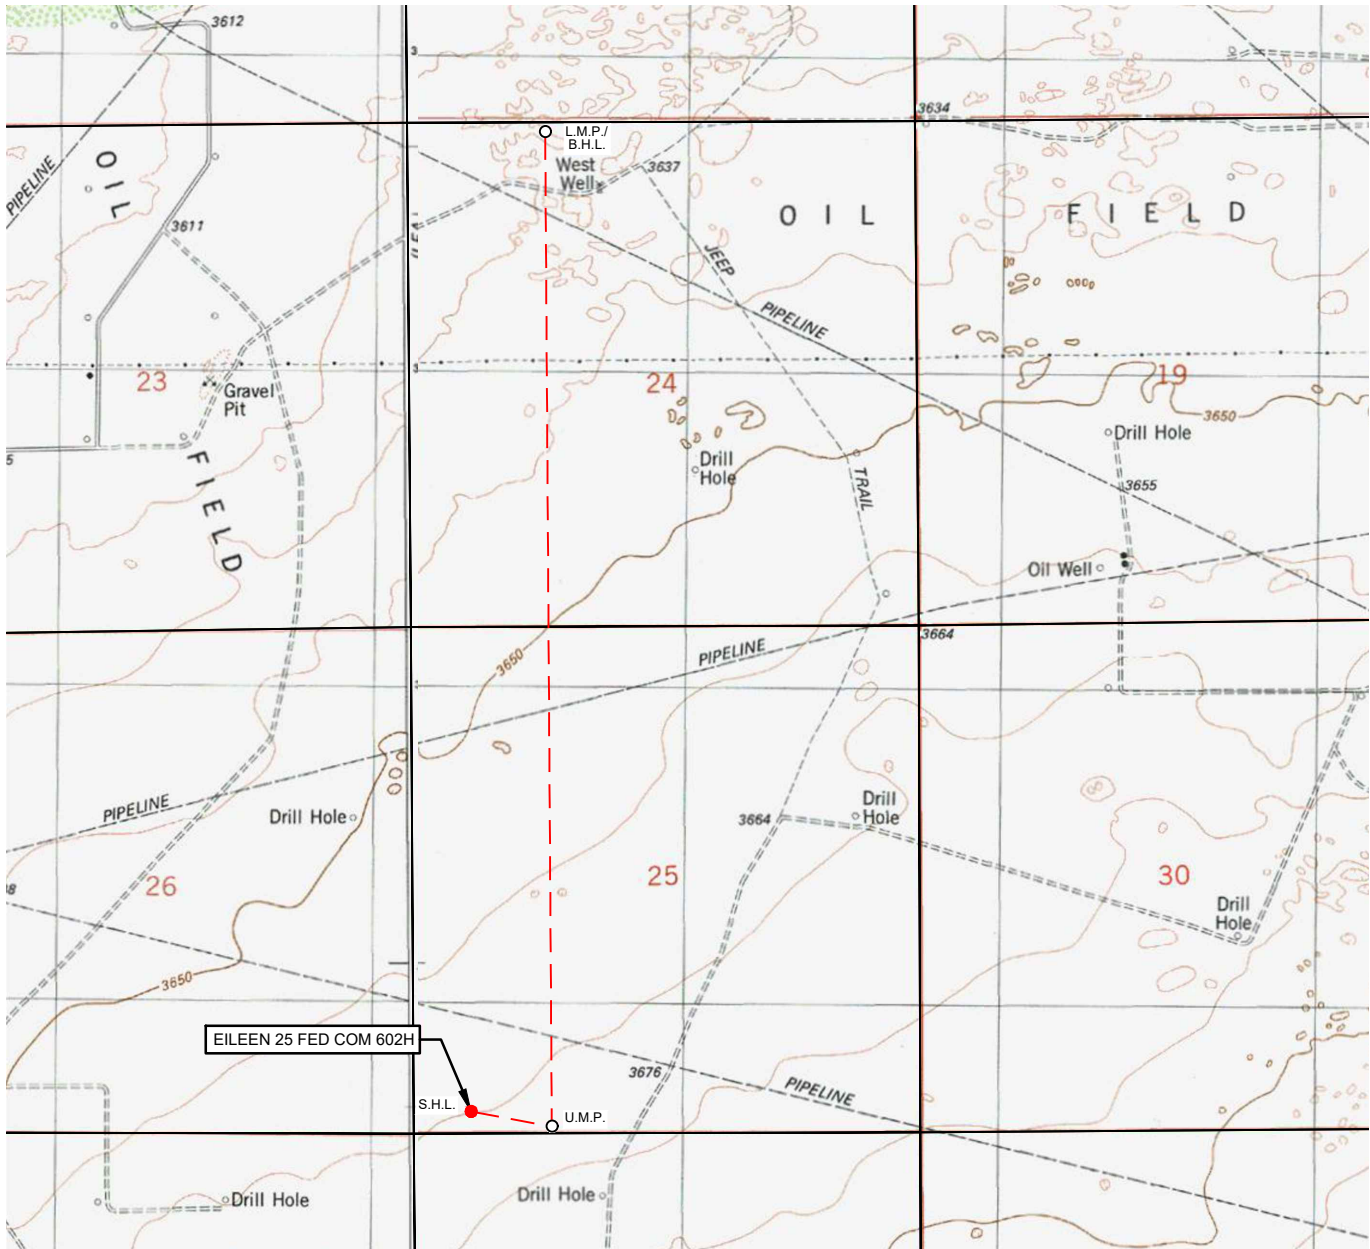 3612
3634
L.M.P./
B.H.L.
West
Well
3637
PIPELINE
OIL
3611
OIL FIELD
JEEP
PIPELINE
23
24
19
Gravel
Pit
3650
Drill Hole
FIELD
Drill
Hole
TRAIL
3655
Oil Well
3664
PIPELINE
3650
PIPELINE
Drill Hole
3664
Drill
Hole
26
25
30
Drill
Hole
3650
EILEEN 25 FED COM 602H
3676
PIPELINE
S.H.L.
U.M.P.
Drill Hole
Drill Hole